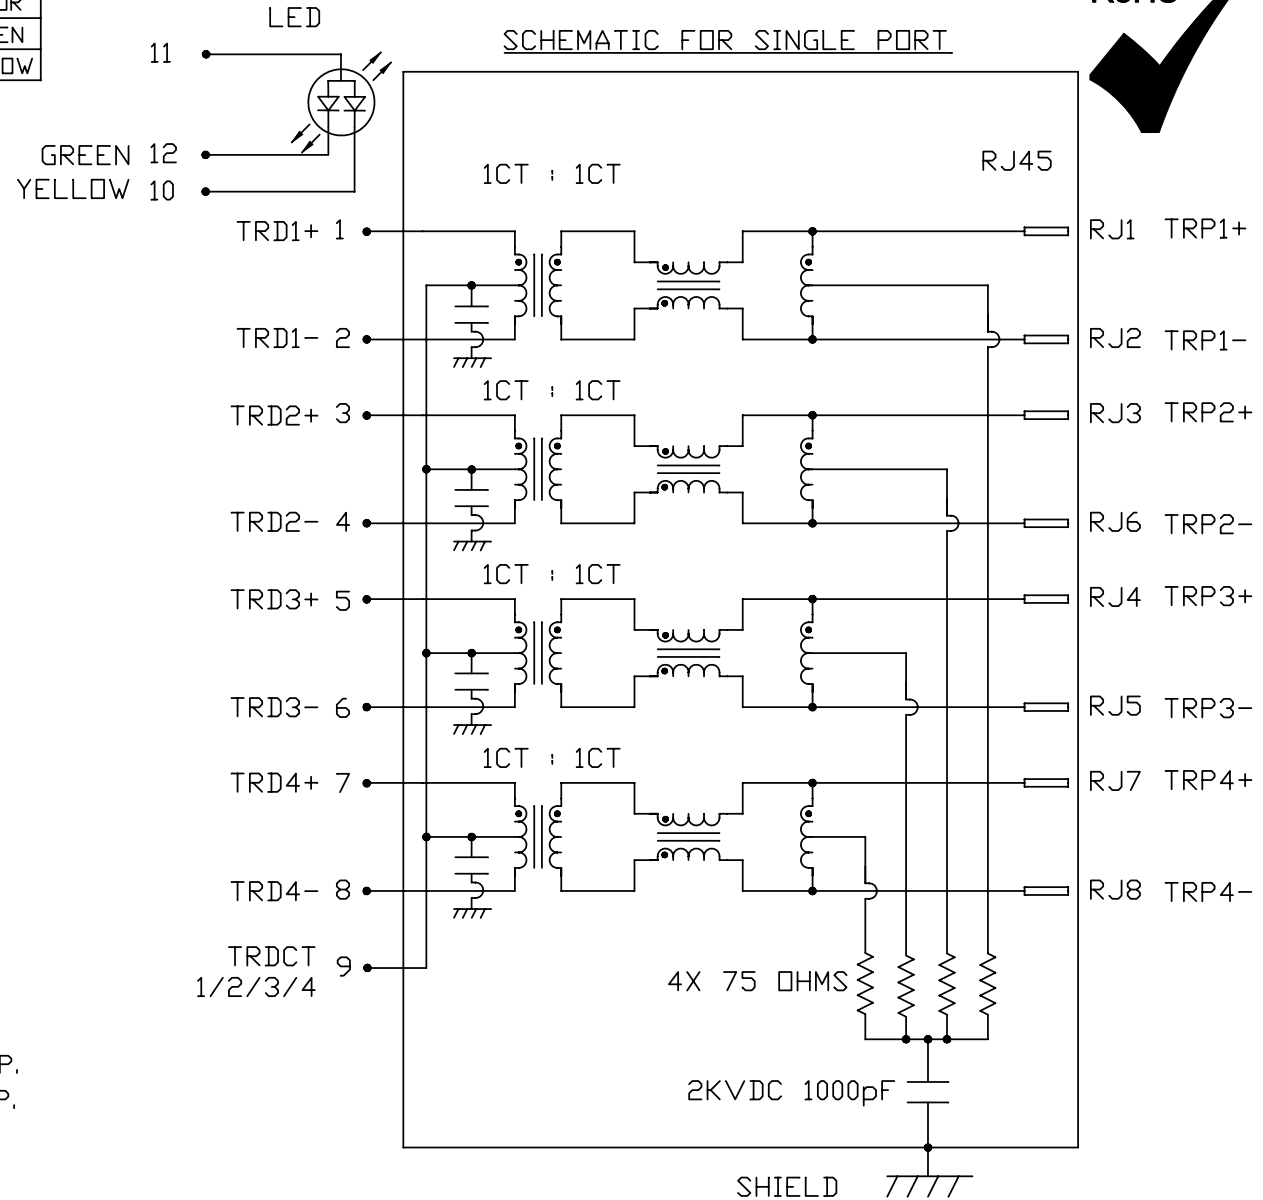 LED
SCHEMATIC FOR SINGLE PORT
11
GREEN 12
YELLOW 10
RJ45
1CT : 1CT
TRD1+ 1
RJ1 TRP1+
TRD1- 2
RJ2 TRP1-
1CT : 1CT
TRD2+ 3
RJ3 TRP2+
TRD2- 4
RJ6 TRP2-
1CT : 1CT
TRD3+ 5
RJ4 TRP3+
TRD3- 6
RJ5 TRP3-
1CT : 1CT
TRD4+ 7
RJ7 TRP4+
TRD4- 8
RJ8 TRP4-
TRDCT 9
1/2/3/4
4X 75 OHMS
2KVDC 1000pF
SHIELD